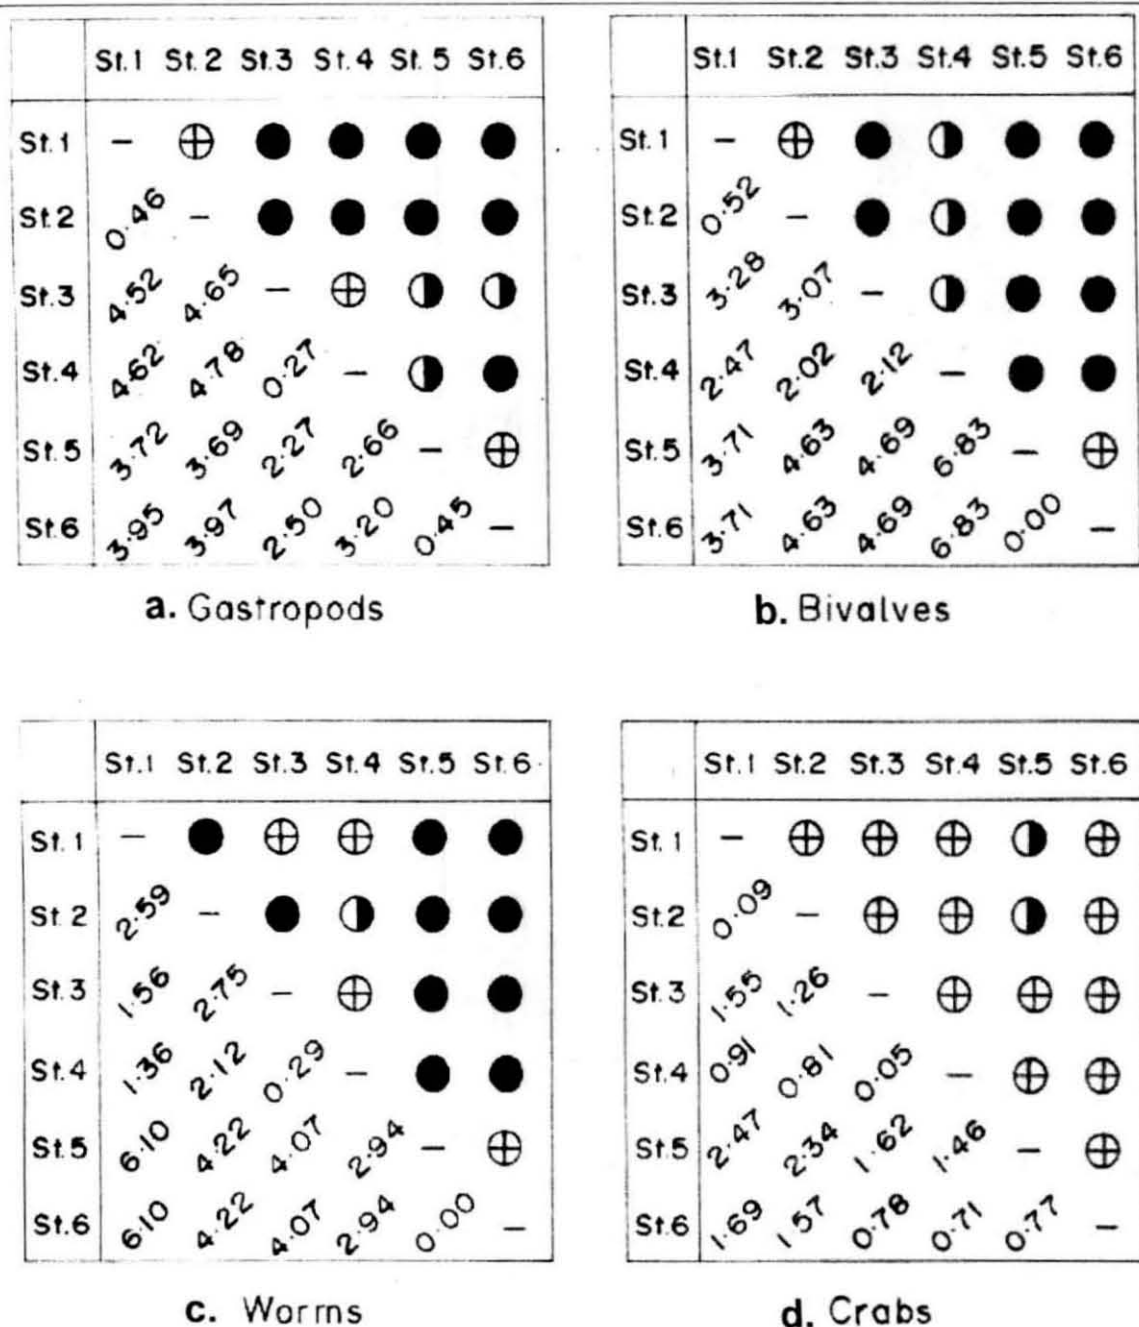 St.1 St.2 St.3 St.4 St.5 St.6
St.1 –
St.2 0.46 –
St.3 4.52 4.65 –
St.4 4.62 4.78 0.27 –
St.5 3.72 3.69 2.27 2.66 –
St.6 3.95 3.97 2.50 3.20 0.45 –
a. Gastropods
St.1 St.2 St.3 St.4 St.5 St.6
St.1 –
St.2 0.52 –
St.3 3.28 3.07 –
St.4 2.47 2.02 2.12 –
St.5 3.71 4.63 4.69 6.83 –
St.6 3.71 4.63 4.69 6.83 0.00 –
b. Bivalves
St.1 St.2 St.3 St.4 St.5 St.6
St.1 –
St.2 2.59 –
St.3 1.56 2.75 –
St.4 1.36 2.12 0.29 –
St.5 6.10 4.22 4.07 2.94 –
St.6 6.10 4.22 4.07 2.94 0.00 –
c. Worms
St.1 St.2 St.3 St.4 St.5 St.6
St.1 –
St.2 0.09 –
St.3 1.55 1.26 –
St.4 0.91 0.81 0.05 –
St.5 2.47 2.34 1.62 1.46 –
St.6 1.69 1.57 0.78 0.71 0.77 –
d. Crabs